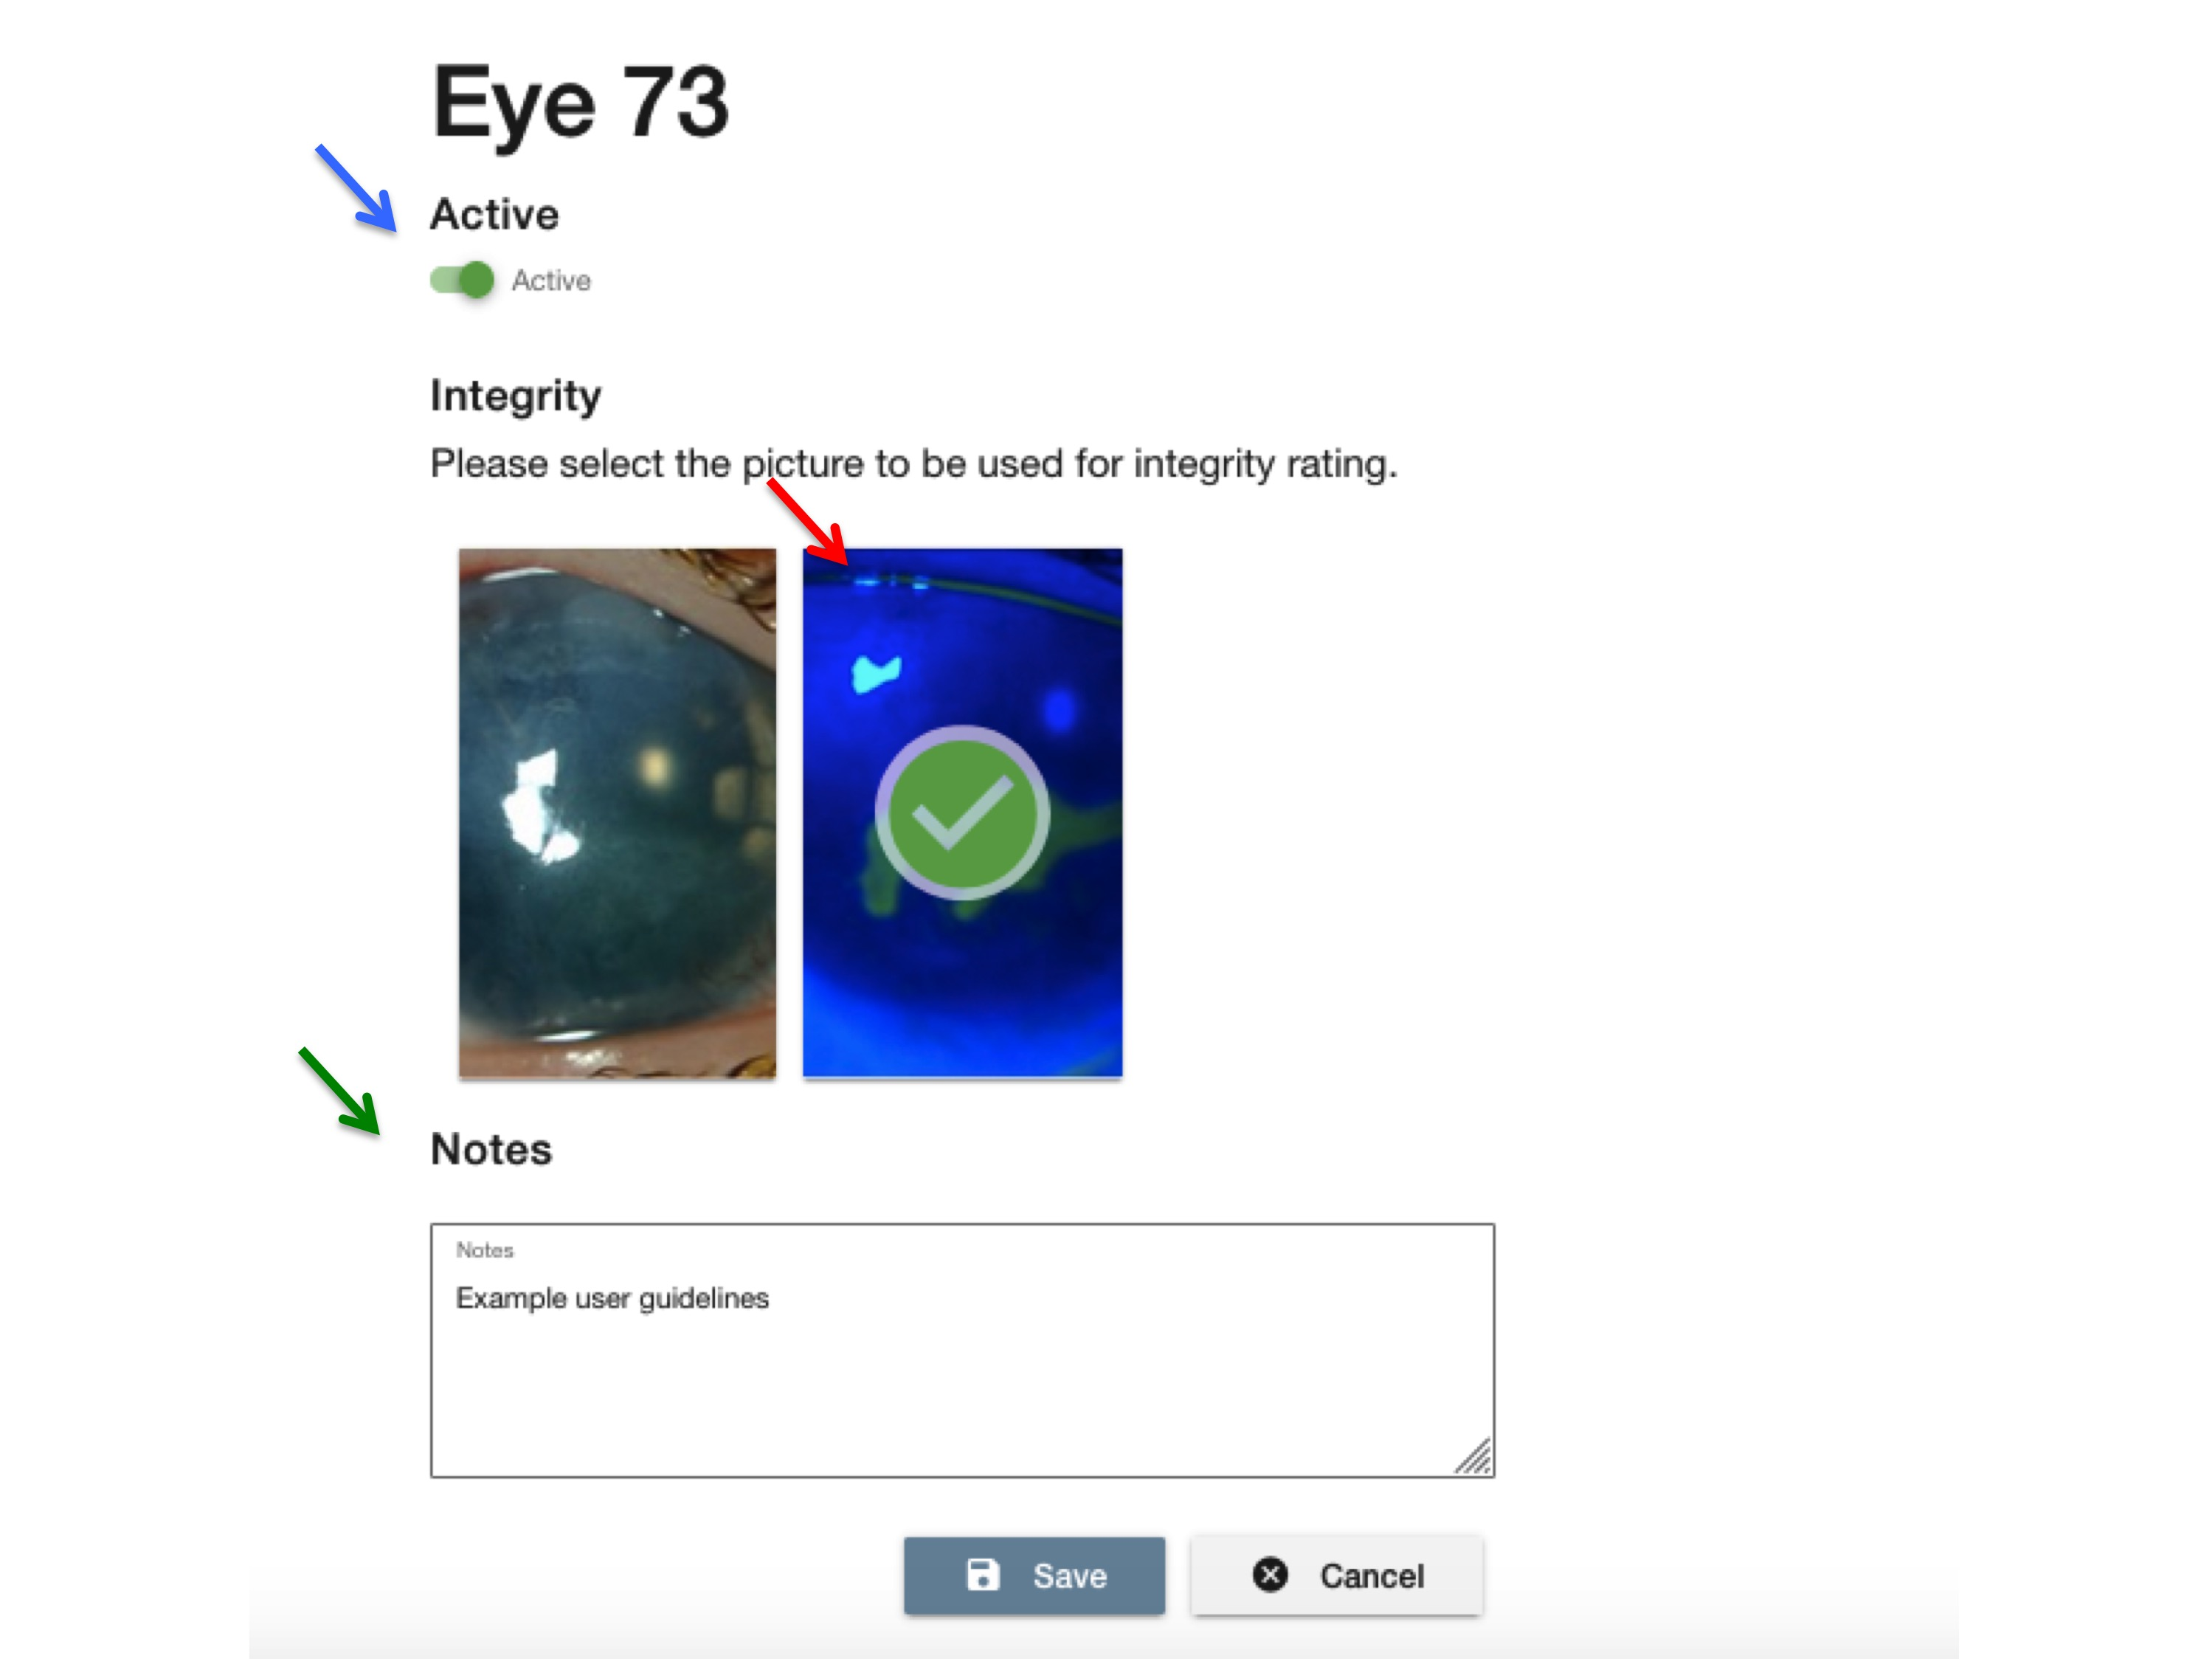 Eye 73
Active
Active
Integrity
Please select the picture to be used for integrity rating.
Notes
Notes
Example user guidelines
Save
Cancel